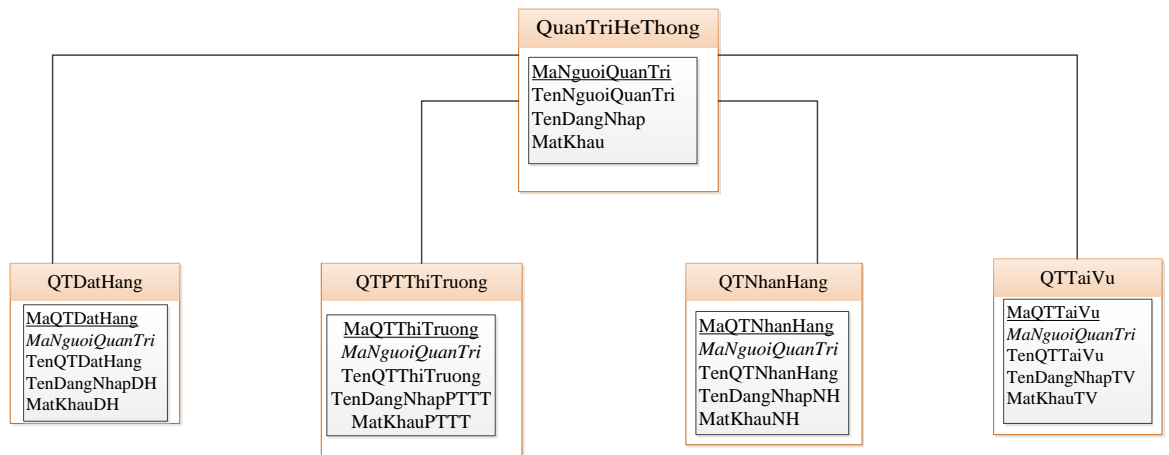 QuanTriHeThong
MaNguoiQuanTri
TenNguoiQuanTri
TenDangNhap
MatKhau
QTDatHang
MaQTDatHang
MaNguoiQuanTri
TenQTDatHang
TenDangNhapDH
MatKhauDH
QTPTThiTruong
MaQTThiTruong
MaNguoiQuanTri
TenQTThiTruong
TenDangNhapPTTT
MatKhauPTTT
QTNhanHang
MaQTNhanHang
MaNguoiQuanTri
TenQTNhanHang
TenDangNhapNH
MatKhauNH
QTTaiVu
MaQTTaiVu
MaNguoiQuanTri
TenQTTaiVu
TenDangNhapTV
MatKhauTV